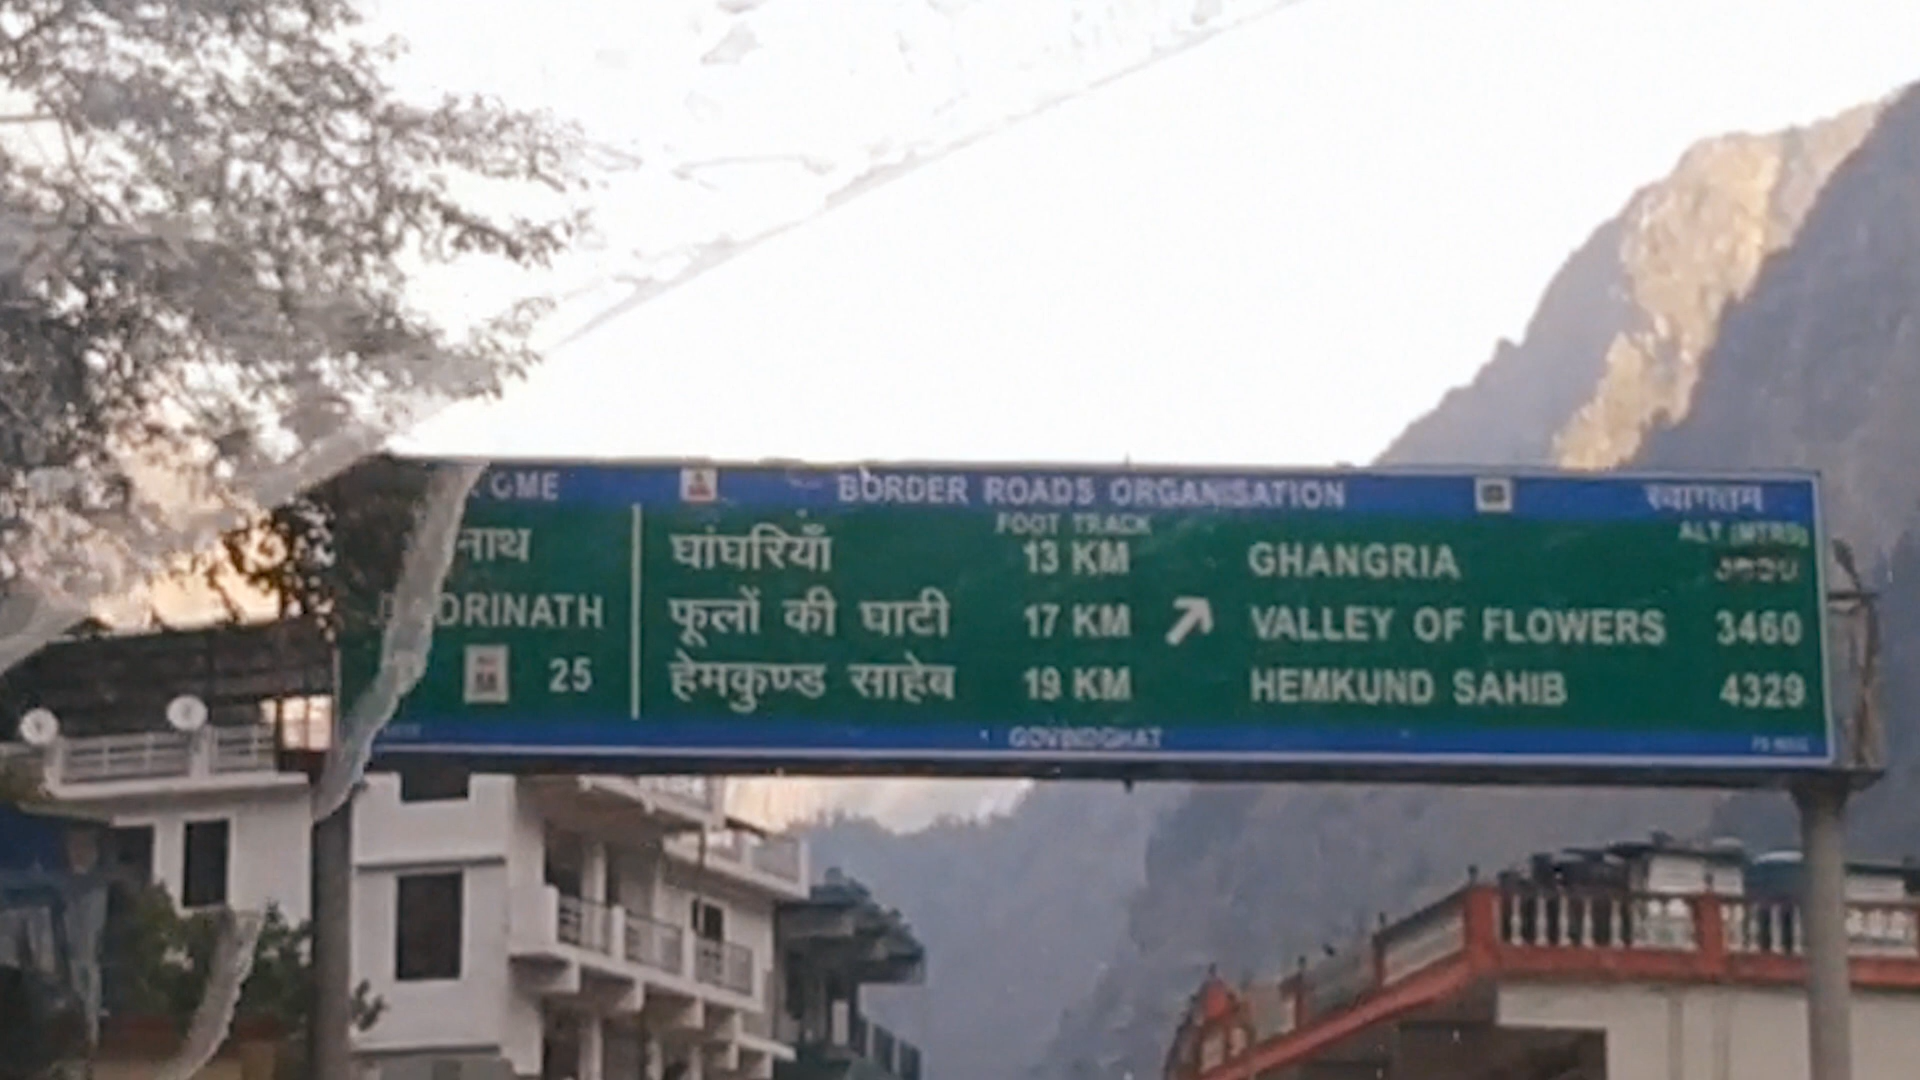 BORDER ROADS ORGANISATION स्वागतम
FOOT TRACK ALT (MTRS)
नाथ घांघरियाँ 13 KM GHANGRIA
DRINATH फूलों की घाटी 17 KM VALLEY OF FLOWERS 3460
25 हेमकुण्ड साहेब 19 KM HEMKUND SAHIB 4329
GOVINDGHAT